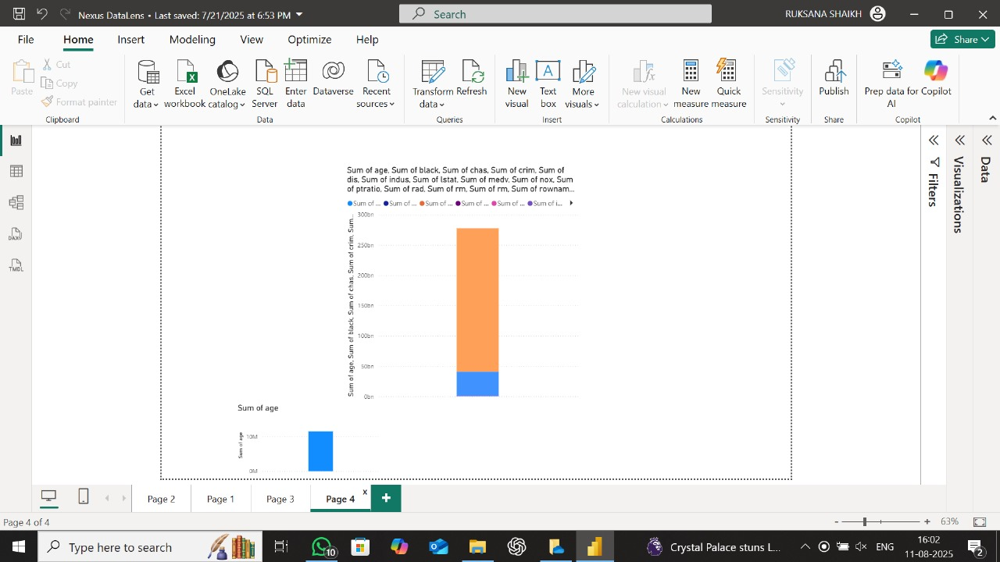 Nexus DataLens • Last saved: 7/21/2025 at 6:53 PM
Search
RUKSANA SHAIKH
File Home Insert Modeling View Optimize Help
Share
Paste
Cut
Copy
Format painter
Clipboard
Get data
Excel workbook
OneLake catalog
SQL Server
Enter data
Dataverse
Recent sources
Data
Transform data
Refresh
Queries
New visual
Text box
More visuals
Insert
New visual calculation
New measure
Quick measure
Calculations
Sensitivity
Sensitivity
Publish
Share
Prep data for AI
Copilot
Copilot
Sum of age, Sum of black, Sum of chas, Sum of crim, Sum of
dis, Sum of indus, Sum of lstat, Sum of medv, Sum of nox, Sum
of ptratio, Sum of rad, Sum of rm, Sum of rm, Sum of rownam...
Sum of ... Sum of ... Sum of ... Sum of ... Sum of ... Sum of i...
Sum of age, Sum of black, Sum of chas, Sum of crim, Sum...
300bn
250bn
200bn
150bn
100bn
50bn
0bn
Sum of age
Sum of age
10M
0M
Filters
Visualizations
Data
DAX
TMDL
Page 2 Page 1 Page 3 Page 4 x +
Page 4 of 4
- + 63%
Type here to search
10
Crystal Palace stuns L...
ENG
16:02
11-08-2025
2